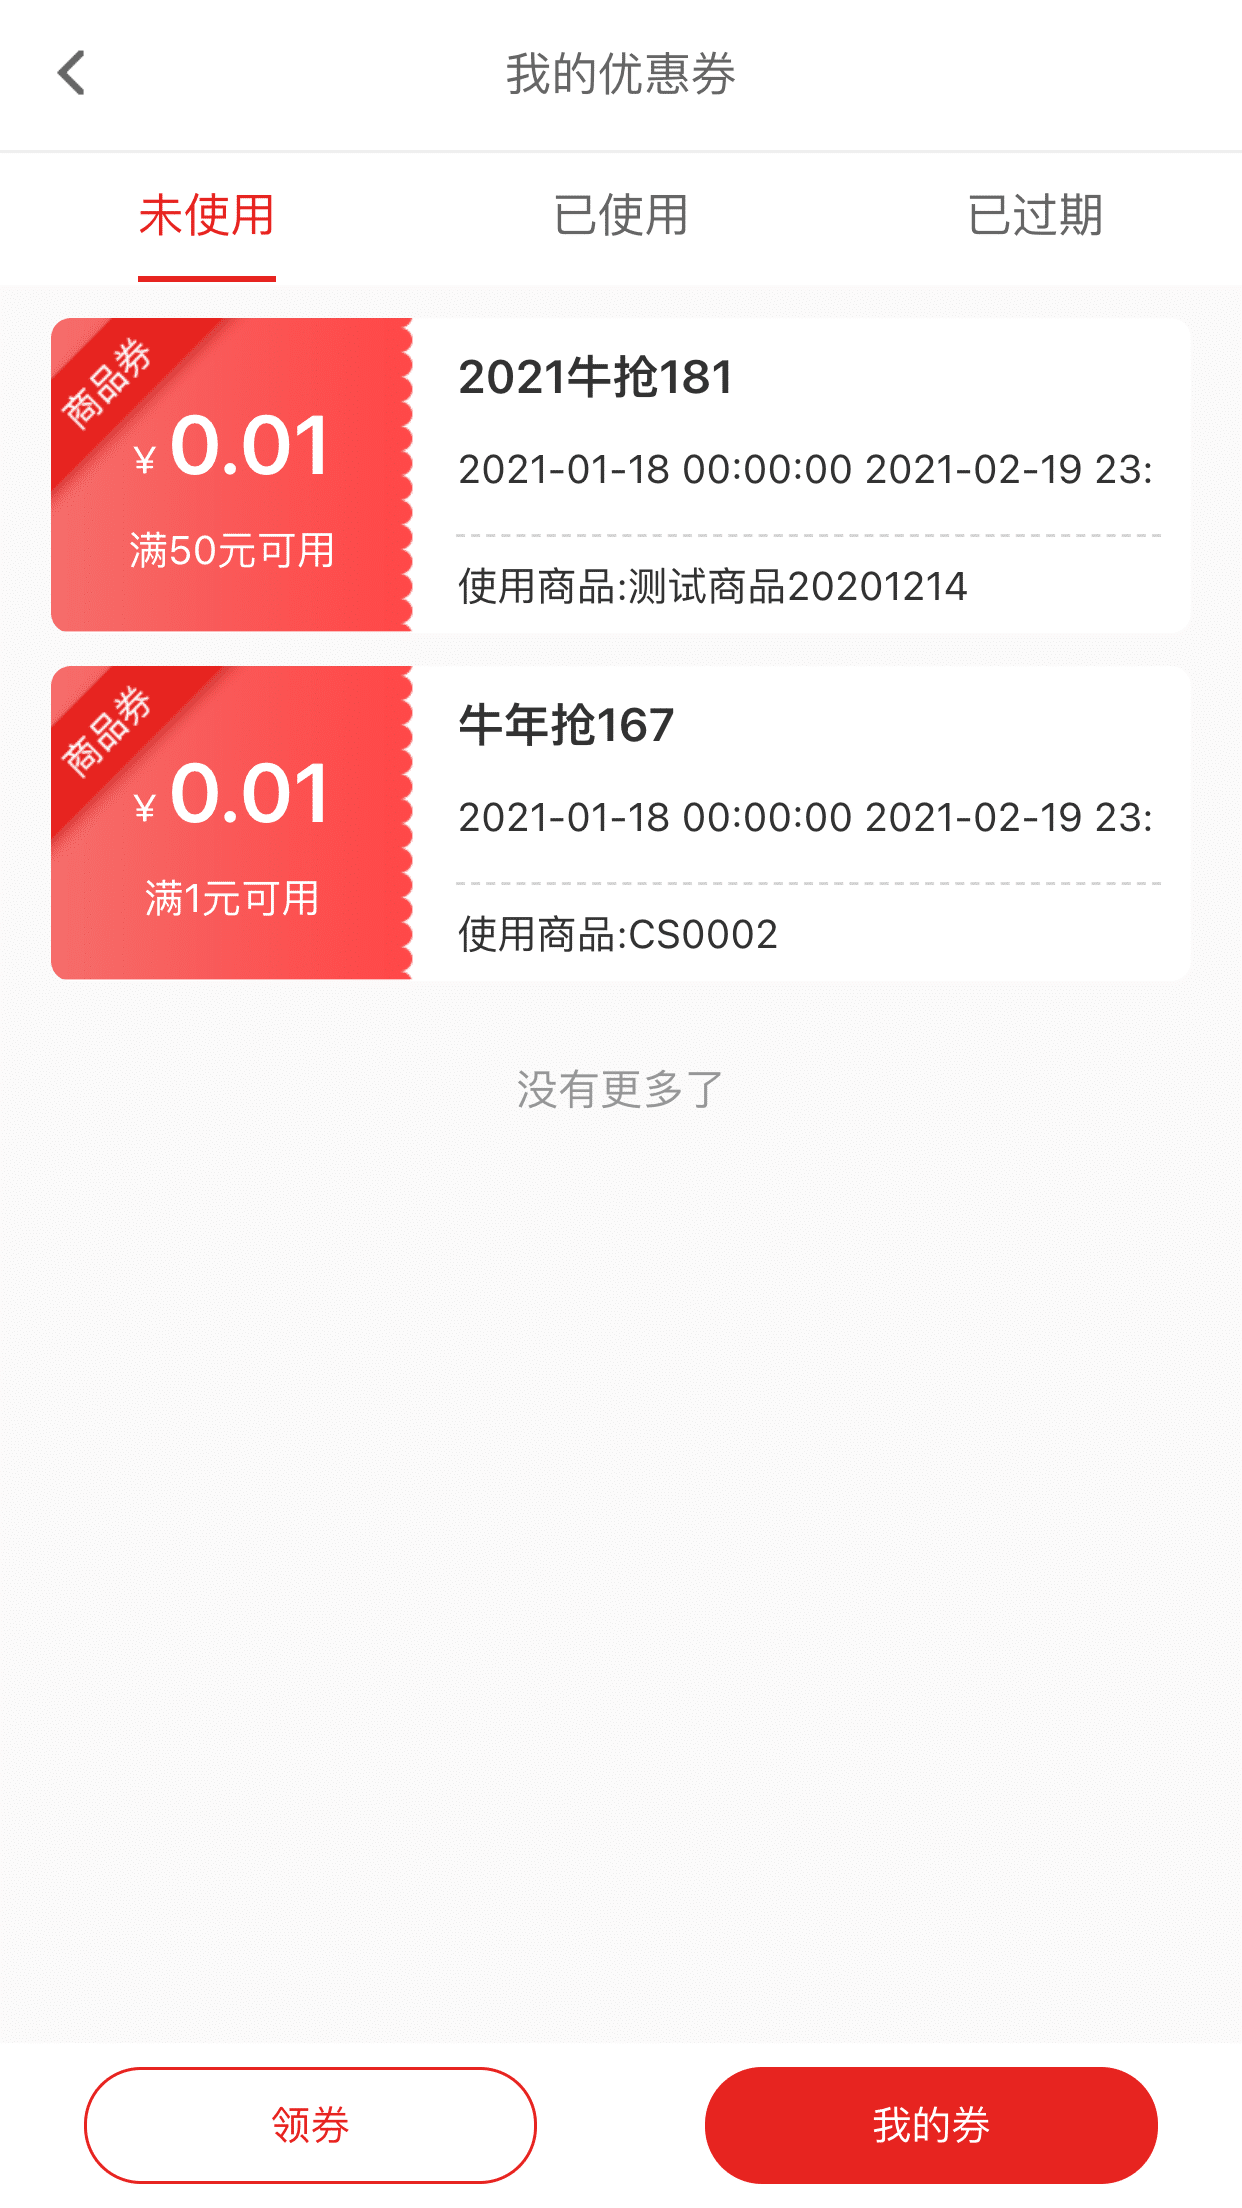 我的优惠券
未使用
已使用
已过期
商品券
¥ 0.01
满50元可用
2021牛抢181
2021-01-18 00:00:00 2021-02-19 23:
使用商品:测试商品20201214
商品券
¥ 0.01
满1元可用
牛年抢167
2021-01-18 00:00:00 2021-02-19 23:
使用商品:CS0002
没有更多了
领券
我的券